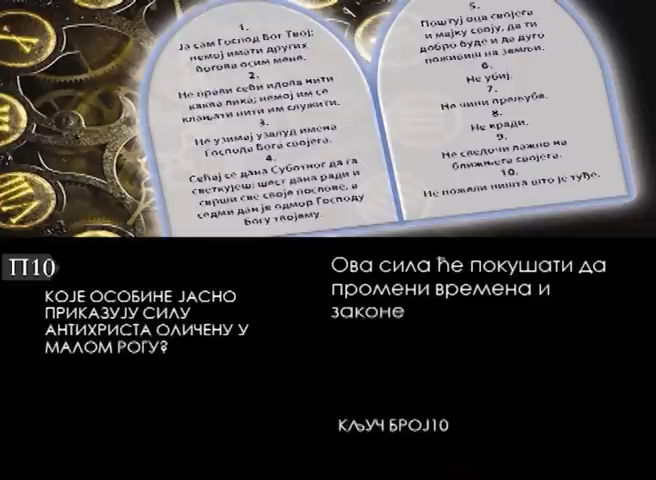 1.
Ја сам Господ Бог Твој;
немој имати других
богова осим мене.
2.
Не прави себи идола нити
каква лика; немој им се
клањати нити им служити.
3.
Не узимај узалуд имена
Господа Бога својега.
4.
Сећај се дана Суботног да га
светкујеш; шест дана ради и
сврши све своје послове, а
седми дан је одмор Господу
Богу твојему.
5.
Поштуј оца својега
и мајку своју, да ти
добро буде и да дуго
поживиш на земљи.
6.
Не убиј.
7.
Не чини прељубе.
8.
Не кради.
9.
Не сведочи лажно на
ближњега својега.
10.
Не пожели ништа што је туђе.
П10
КОЈЕ ОСОБИНЕ ЈАСНО
ПРИКАЗУЈУ СИЛУ
АНТИХРИСТА ОЛИЧЕНУ У
МАЛОМ РОГУ?
Ова сила ће покушати да
промени времена и
законе
КЉУЧ БРОЈ10